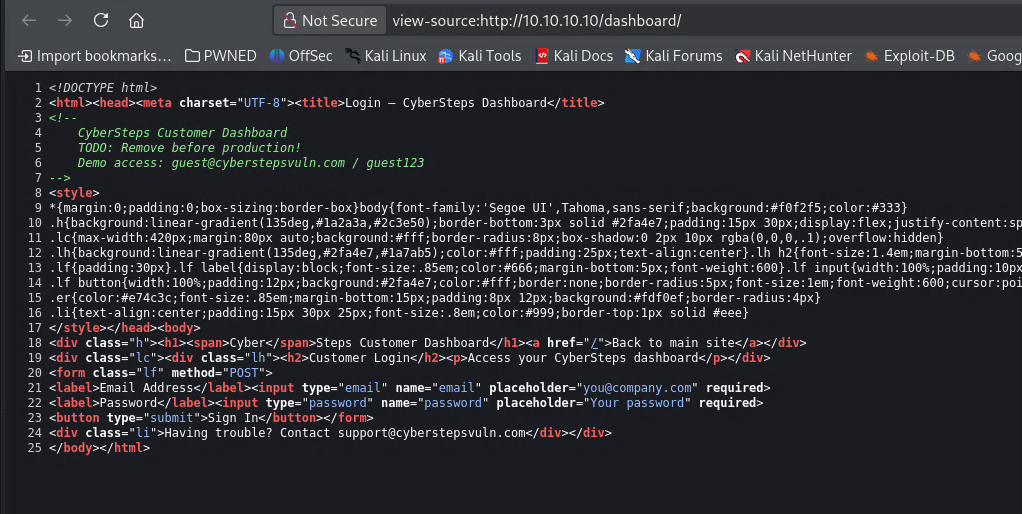 Not Secure view-source:http://10.10.10.10/dashboard/
Import bookmarks... PWNED OffSec Kali Linux Kali Tools Kali Docs Kali Forums Kali NetHunter Exploit-DB Goog
1 <!DOCTYPE html>
2 <html><head><meta charset="UTF-8"><title>Login — CyberSteps Dashboard</title>
3 <!--
4     CyberSteps Customer Dashboard
5     TODO: Remove before production!
6     Demo access: guest@cyberstepsvuln.com / guest123
7 -->
8 <style>
9 *{margin:0;padding:0;box-sizing:border-box}body{font-family:'Segoe UI',Tahoma,sans-serif;background:#f0f2f5;color:#333}
10 .h{background:linear-gradient(135deg,#1a2a3a,#2c3e50);border-bottom:3px solid #2fa4e7;padding:15px 30px;display:flex;justify-content:sp
11 .lc{max-width:420px;margin:80px auto;background:#fff;border-radius:8px;box-shadow:0 2px 10px rgba(0,0,0,.1);overflow:hidden}
12 .lh{background:linear-gradient(135deg,#2fa4e7,#1a7ab5);color:#fff;padding:25px;text-align:center}.lh h2{font-size:1.4em;margin-bottom:5
13 .lf{padding:30px}.lf label{display:block;font-size:.85em;color:#666;margin-bottom:5px;font-weight:600}.lf input{width:100%;padding:10px
14 .lf button{width:100%;padding:12px;background:#2fa4e7;color:#fff;border:none;border-radius:5px;font-size:1em;font-weight:600;cursor:poi
15 .er{color:#e74c3c;font-size:.85em;margin-bottom:15px;padding:8px 12px;background:#fdf0ef;border-radius:4px}
16 .li{text-align:center;padding:15px 30px 25px;font-size:.8em;color:#999;border-top:1px solid #eee}
17 </style></head><body>
18 <div class="h"><h1><span>Cyber</span>Steps Customer Dashboard</h1><a href="/">Back to main site</a></div>
19 <div class="lc"><div class="lh"><h2>Customer Login</h2><p>Access your CyberSteps dashboard</p></div>
20 <form class="lf" method="POST">
21 <label>Email Address</label><input type="email" name="email" placeholder="you@company.com" required>
22 <label>Password</label><input type="password" name="password" placeholder="Your password" required>
23 <button type="submit">Sign In</button></form>
24 <div class="li">Having trouble? Contact support@cyberstepsvuln.com</div></div>
25 </body></html>